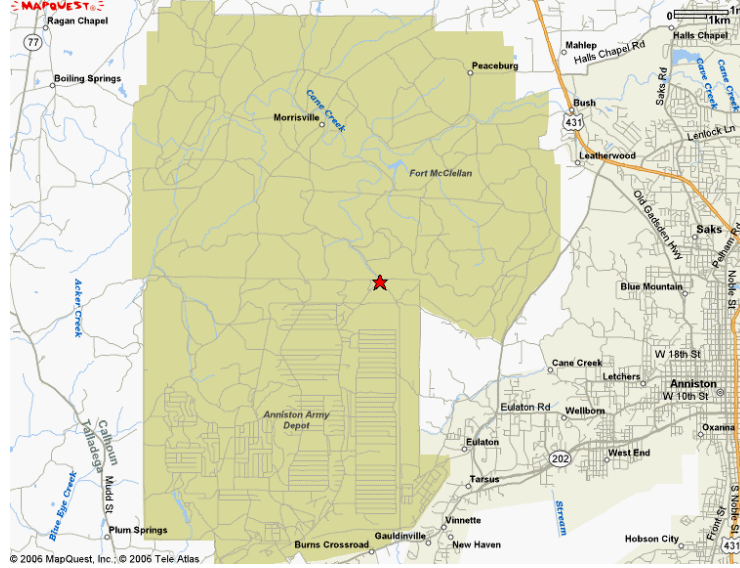 MAPQUEST
Ragan Chapel
77
Boiling Springs
Peaceburg
Mahlep
Halls Chapel Rd
0
1m
1km
Halls Chapel
Saks Rd
Cave Creek
Cane Creek
Cane Creek
Morrisville
Bush
431
Lenlock Ln
Leatherwood
Fort McClellan
Old Gadsden Hwy
Saks
Pelham Rd
Acker Creek
Blue Mountain
Noble St
W 18th St
Cane Creek
Letchers
Anniston
W 10th St
Eulaton Rd
Wellborn
Anniston Army
Depot
Oxanna
Calhoun
Talladega
Eulaton
202
West End
Mudd St
Blue Eye Creek
Tarsus
Stream
S Noble St
Front St
Vinnette
Plum Springs
Gauldinville
New Haven
Burns Crossroad
Hobson City
431
© 2006 MapQuest, Inc.; © 2006 Tele Atlas